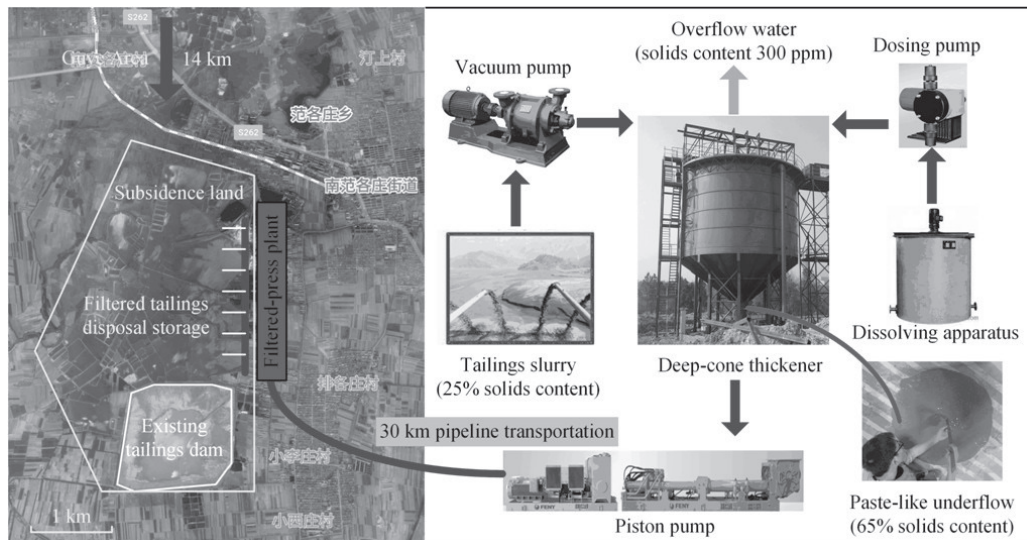 S262
Guye Area
14 km
汀上村
范各庄乡
S262
南范各庄街道
Subsidence land
Filtered-press plant
Filtered tailings
disposal storage
排各庄村
Existing
tailings dam
30 km pipeline transportation
小李庄村
1 km
Overflow water
(solids content 300 ppm)
Vacuum pump
Dosing pump
Tailings slurry
(25% solids content)
Deep-cone thickener
Dissolving apparatus
Piston pump
Paste-like underflow
(65% solids content)